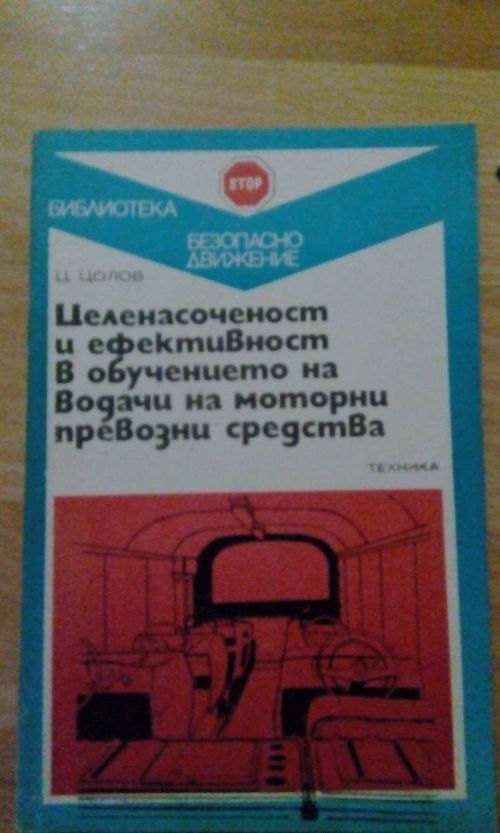 STOP
БИБЛИОТЕКА
БЕЗОПАСНО
ДВИЖЕНИЕ
Ц. ЦОЛОВ
Целенасоченост
и ефективност
в обучението на
водачи на моторни
превозни средства
ТЕХНИКА